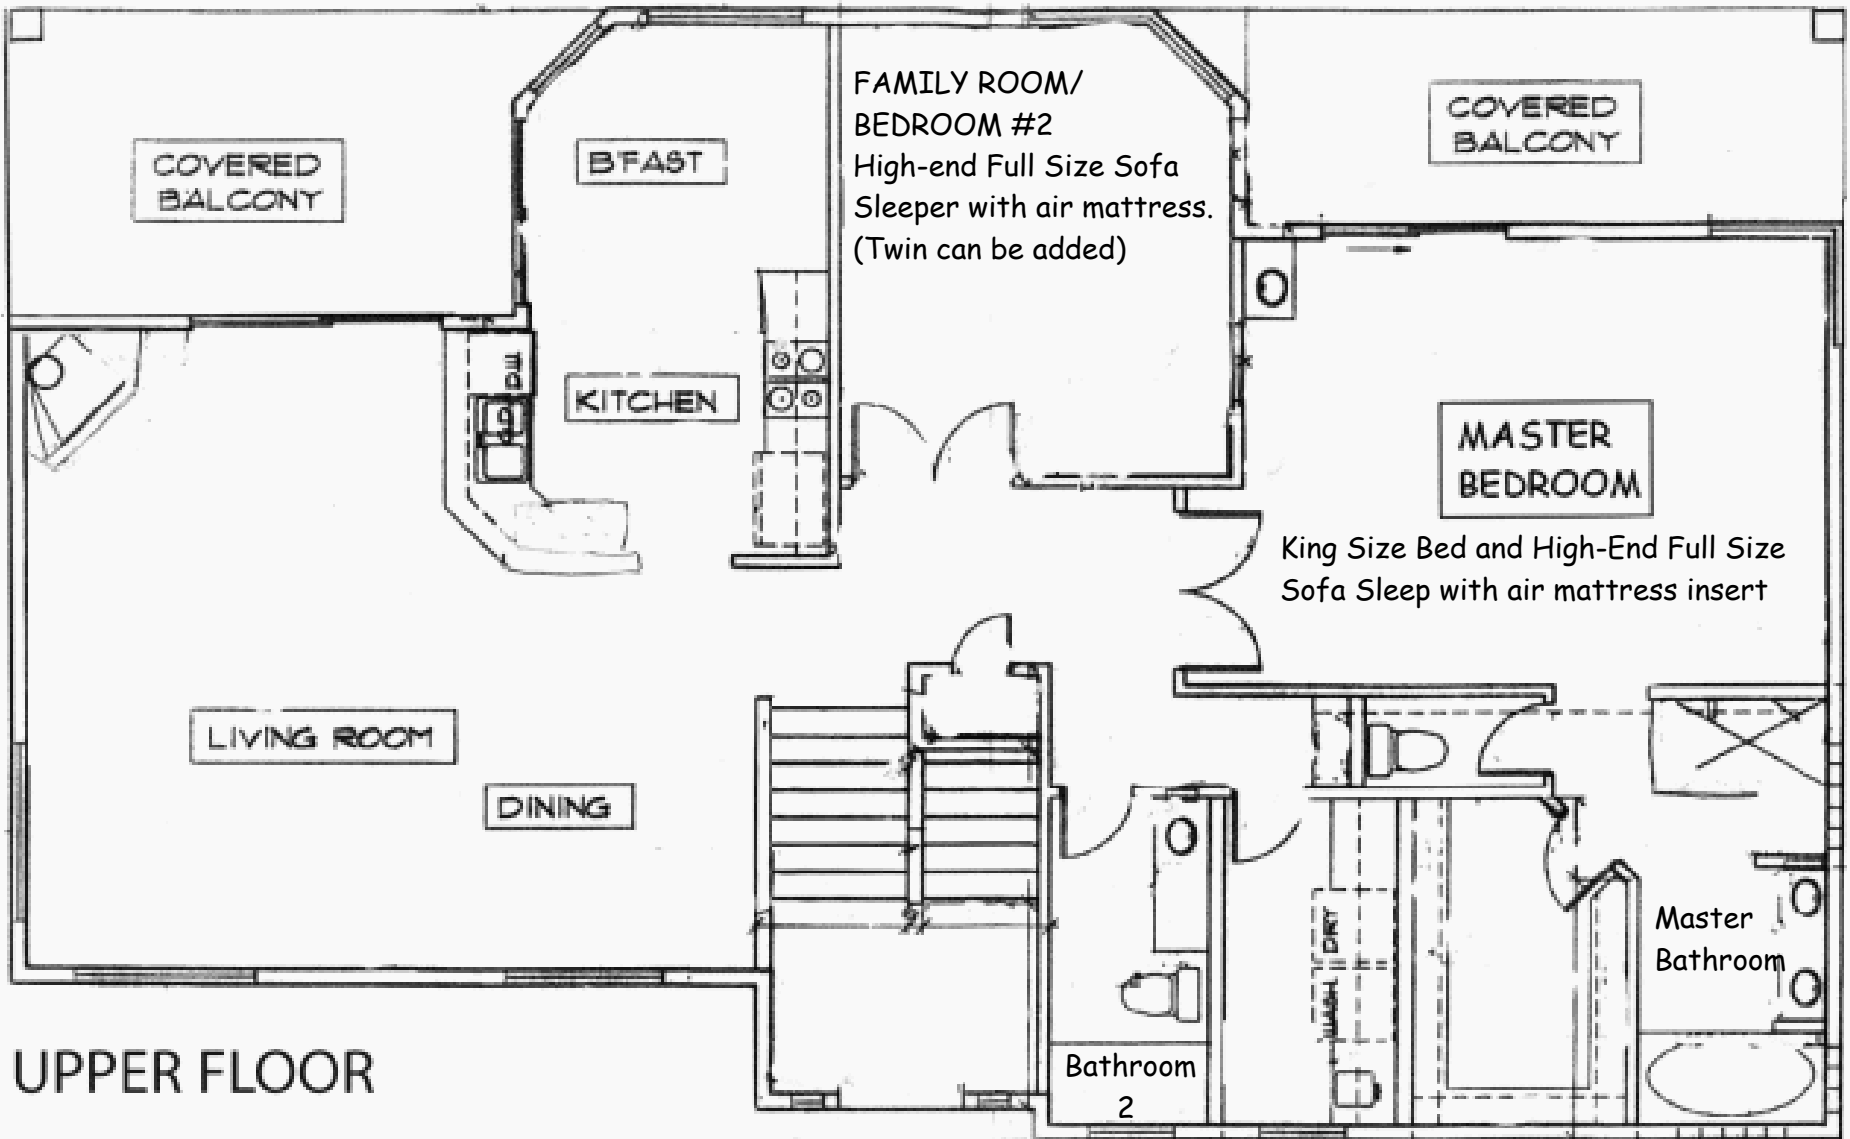 FAMILY ROOM/
BEDROOM #2
High-end Full Size Sofa
Sleeper with air mattress.
(Twin can be added)
COVERED
BALCONY
COVERED
BALCONY
B'FAST
KITCHEN
DW
MASTER
BEDROOM
King Size Bed and High-End Full Size
Sofa Sleep with air mattress insert
LIVING ROOM
DINING
DRY
WASH
Master
Bathroom
Bathroom
2
UPPER FLOOR